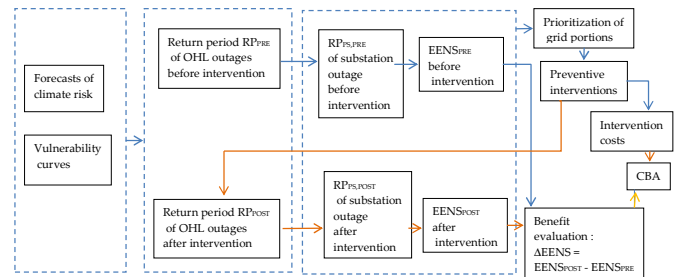 Forecasts of
climate risk
Vulnerability
curves
Return period RPPRE
of OHL outages
before intervention
RPPS,PRE
of substation
outage
before
intervention
EENSPRE
before
intervention
Prioritization of
grid portions
Preventive
interventions
Intervention
costs
CBA
Return period RPPOST
of OHL outages
after intervention
RPPS,POST
of substation
outage
after
intervention
EENSPOST
after
intervention
Benefit
evaluation :
ΔEENS =
EENSPOST - EENSPRE